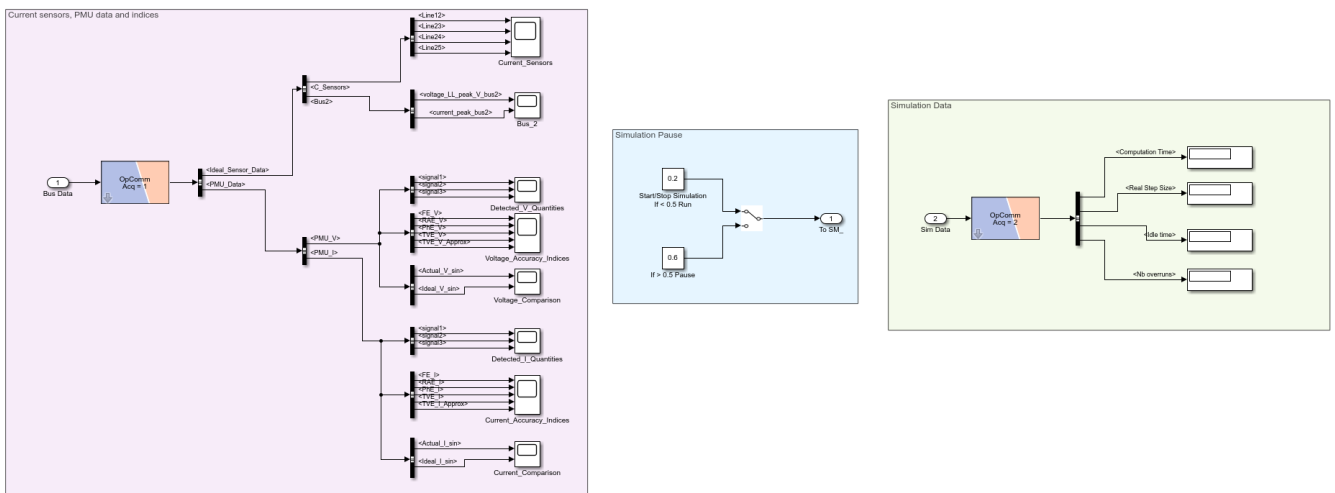 Current sensors, PMU data and indices
<Line12>
<Line23>
<Line24>
<Line25>
Current_Sensors
<C_Sensors>
<Bus2>
<voltage_LL_peak_V_bus2>
<current_peak_bus2>
Bus_2
1
Bus Data
OpComm
Acq = 1
<Ideal_Sensor_Data>
<PMU_Data>
<signal1>
<signal2>
<signal3>
Detected_V_Quantities
<PMU_V>
<PMU_I>
<FE_V>
<RAE_V>
<PhE_V>
<TVE_V>
<TVE_V_Approx>
Voltage_Accuracy_Indices
<Actual_V_sin>
<Ideal_V_sin>
Voltage_Comparison
<signal1>
<signal2>
<signal3>
Detected_I_Quantities
<FE_I>
<RAE_I>
<PhE_I>
<TVE_I>
<TVE_I_Approx>
Current_Accuracy_Indices
<Actual_I_sin>
<Ideal_I_sin>
Current_Comparison
Simulation Pause
0.2
Start/Stop Simulation
If < 0.5 Run
0.6
If > 0.5 Pause
1
To SM_
Simulation Data
2
Sim Data
OpComm
Acq = 2
<Computation Time>
<Real Step Size>
<Idle time>
<Nb overruns>